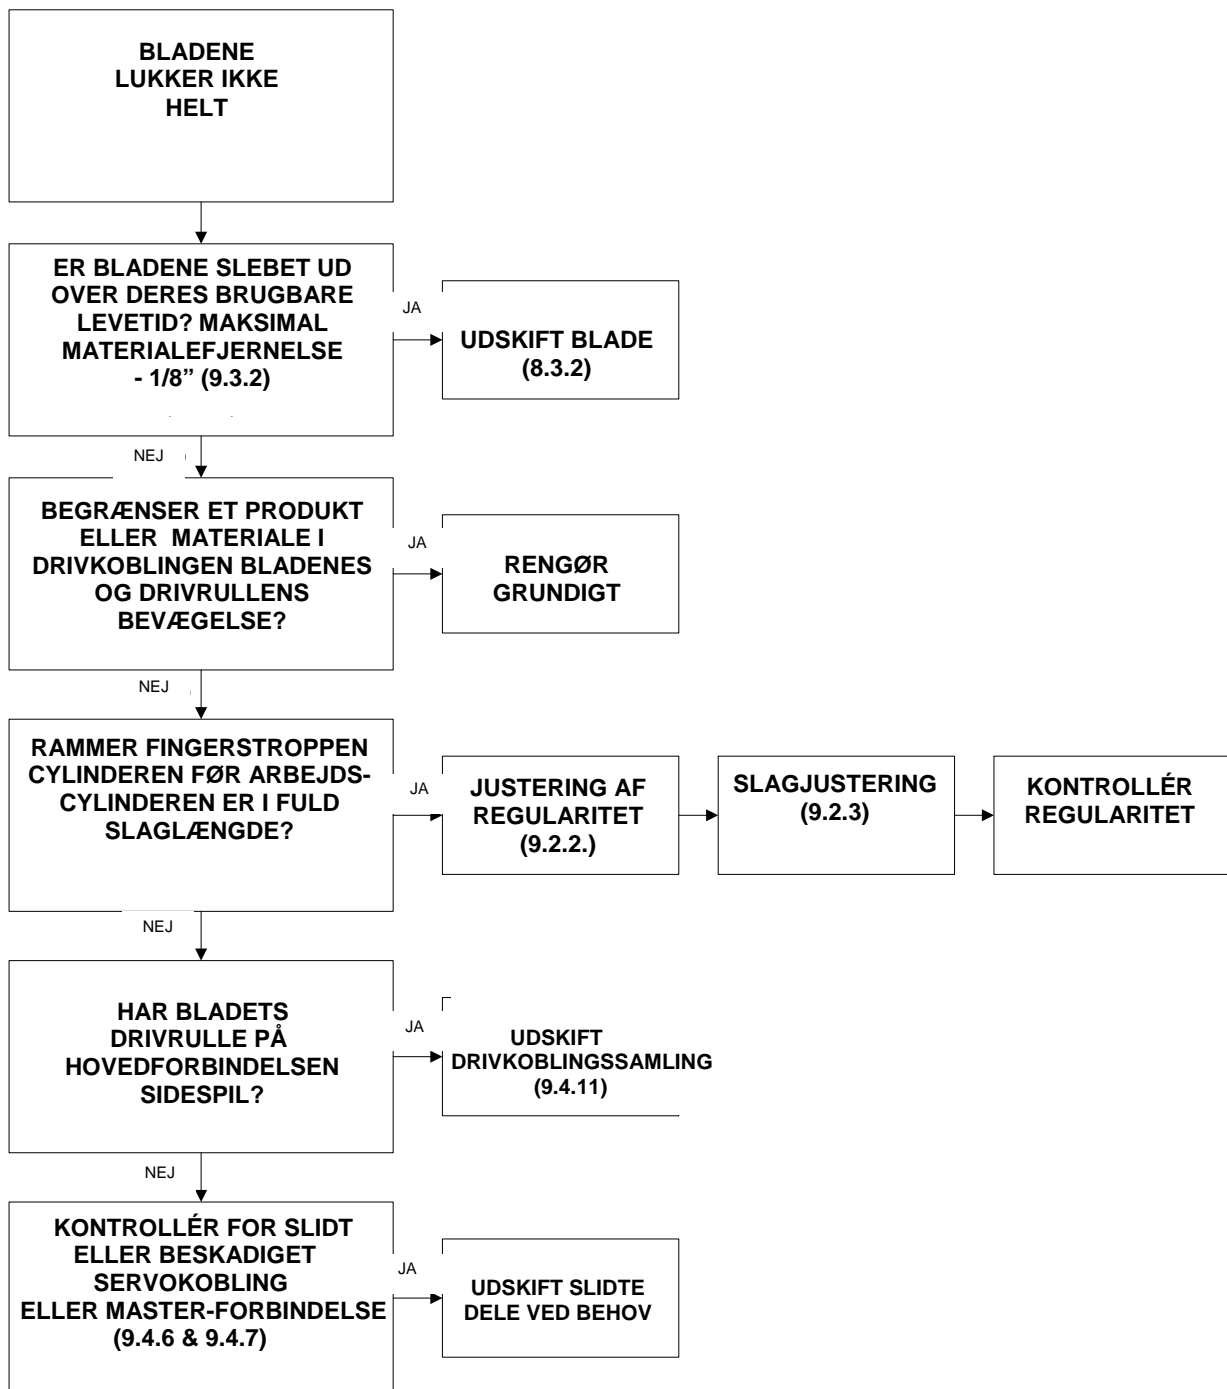 BLADENE
LUKKER IKKE
HELT
ER BLADENE SLEBET UD
OVER DERES BRUGBARE
LEVETID? MAKSIMAL
MATERIALEFJERNELSE
- 1/8” (9.3.2)
JA
UDSKIFT BLADE
(8.3.2)
NEJ
BEGRÆNSER ET PRODUKT
ELLER MATERIALE I
DRIVKOBLINGEN BLADENES
OG DRIVRULLENS
BEVÆGELSE?
JA
RENGØR
GRUNDIGT
NEJ
RAMMER FINGERSTROPPEN
CYLINDEREN FØR ARBEJDS-
CYLINDEREN ER I FULD
SLAGLÆNGDE?
JA
JUSTERING AF
REGULARITET
(9.2.2.)
SLAGJUSTERING
(9.2.3)
KONTROLLÉR
REGULARITET
NEJ
HAR BLADETS
DRIVRULLE PÅ
HOVEDFORBINDELSEN
SIDESPIL?
JA
UDSKIFT
DRIVKOBLINGSSAMLING
(9.4.11)
NEJ
KONTROLLÉR FOR SLIDT
ELLER BESKADIGET
SERVOKOBLING
ELLER MASTER-FORBINDELSE
(9.4.6 & 9.4.7)
JA
UDSKIFT SLIDTE
DELE VED BEHOV